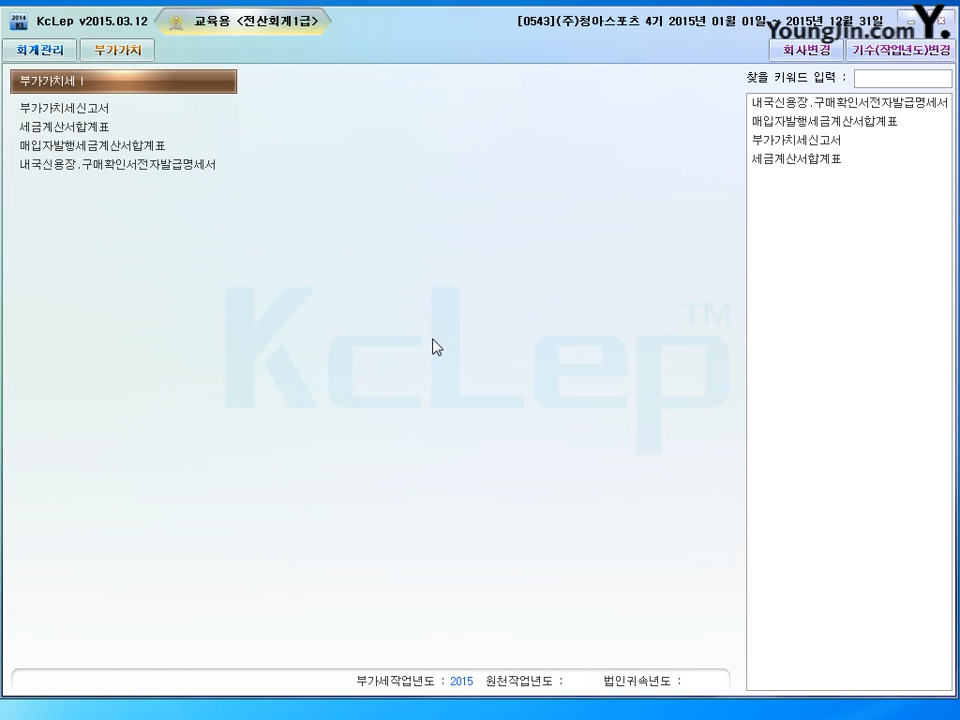 2014 KL KcLep v2015.03.12 교육용 <전산회계1급> [0543](주)청아스포츠 4기 2015년 01월 01일 ~ 2015년 12월 31일
YoungJin.com Y.
회계관리 부가가치 회사변경 기수(작업년도)변경
부가가치세 I
찾을 키워드 입력 :
부가가치세신고서
세금계산서합계표
매입자발행세금계산서합계표
내국신용장.구매확인서전자발급명세서
내국신용장.구매확인서전자발급명세서
매입자발행세금계산서합계표
부가가치세신고서
세금계산서합계표
KcLep TM
부가세작업년도 : 2015 원천작업년도 : 법인귀속년도 :